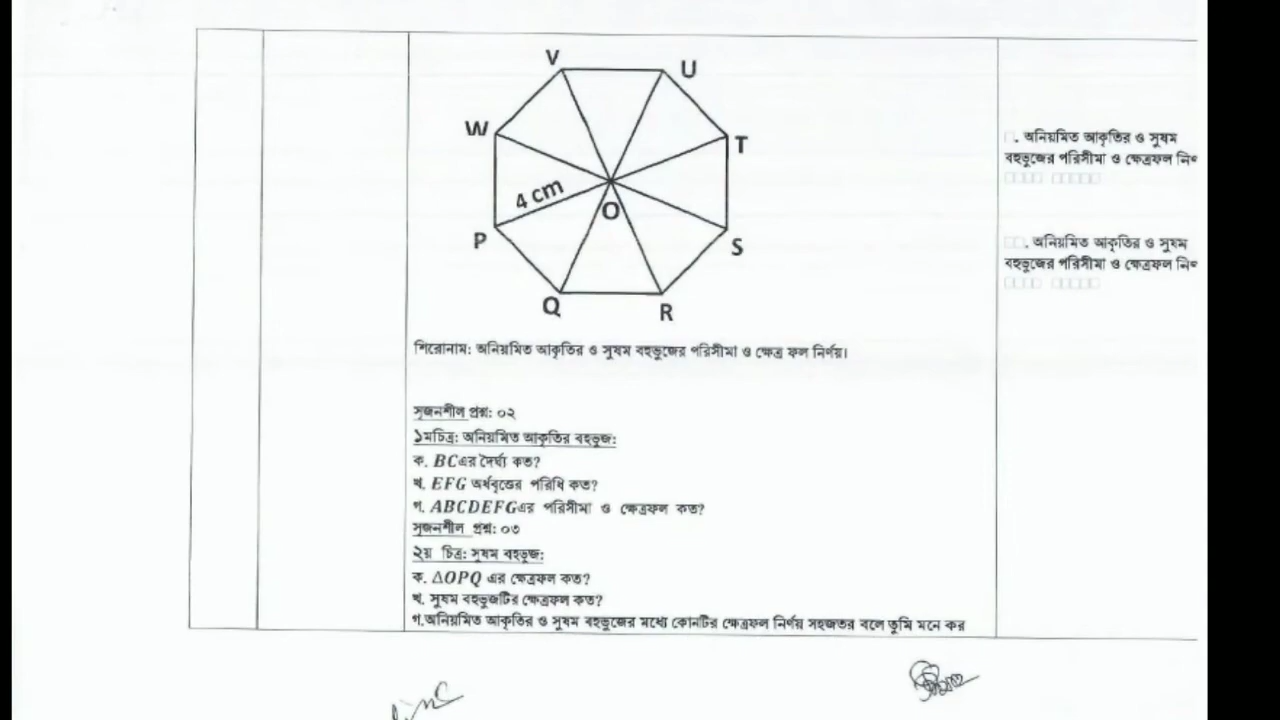 V
U
W
T
4 cm
O
P
S
Q
R
. অনিয়মিত আকৃতির ও সুষম
বহুভুজের পরিসীমা ও ক্ষেত্রফল
. অনিয়মিত আকৃতির ও সুষম
বহুভুজের পরিসীমা ও ক্ষেত্রফল
শিরোনাম: অনিয়মিত আকৃতির ও সুষম বহুভুজের পরিসীমা ও ক্ষেত্র ফল নির্ণয়।
সৃজনশীল প্রশ্ন: ০২
১মচিত্র: অনিয়মিত আকৃতির বহুভুজ:
ক. BCএর দৈর্ঘ্য কত?
খ. EFG অর্ধবৃত্তের পরিধি কত?
গ. ABCDEFGএর পরিসীমা ও ক্ষেত্রফল কত?
সৃজনশীল প্রশ্ন: ০৩
২য় চিত্র: সুষম বহুভুজ:
ক. ΔOPQ এর ক্ষেত্রফল কত?
খ. সুষম বহুভুজটির ক্ষেত্রফল কত?
গ.অনিয়মিত আকৃতির ও সুষম বহুভুজের মধ্যে কোনটির ক্ষেত্রফল নির্ণয় সহজতর বলে তুমি মনে কর